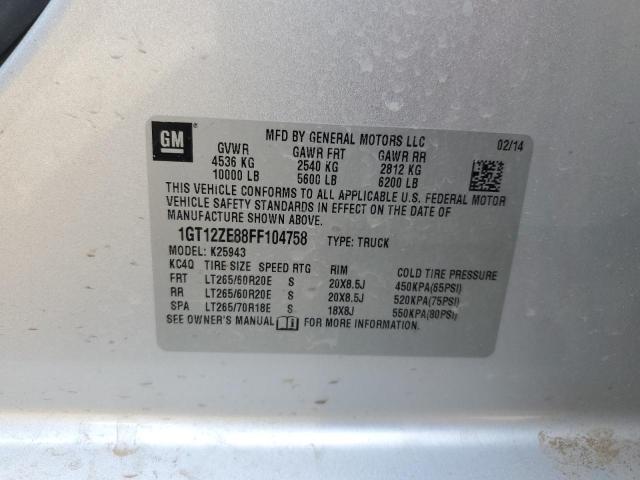 GM ®
MFD BY GENERAL MOTORS LLC 02/14
GVWR GAWR FRT GAWR RR
4536 KG 2540 KG 2812 KG
10000 LB 5600 LB 6200 LB
THIS VEHICLE CONFORMS TO ALL APPLICABLE U.S. FEDERAL MOTOR
VEHICLE SAFETY STANDARDS IN EFFECT ON THE DATE OF
MANUFACTURE SHOWN ABOVE.
1GT12ZE88FF104758 TYPE: TRUCK
MODEL: K25943
KC4Q TIRE SIZE SPEED RTG RIM COLD TIRE PRESSURE
FRT LT265/60R20E S 20X8.5J 450KPA(65PSI)
RR LT265/60R20E S 20X8.5J 520KPA(75PSI)
SPA LT265/70R18E S 18X8J 550KPA(80PSI)
SEE OWNER'S MANUAL FOR MORE INFORMATION.